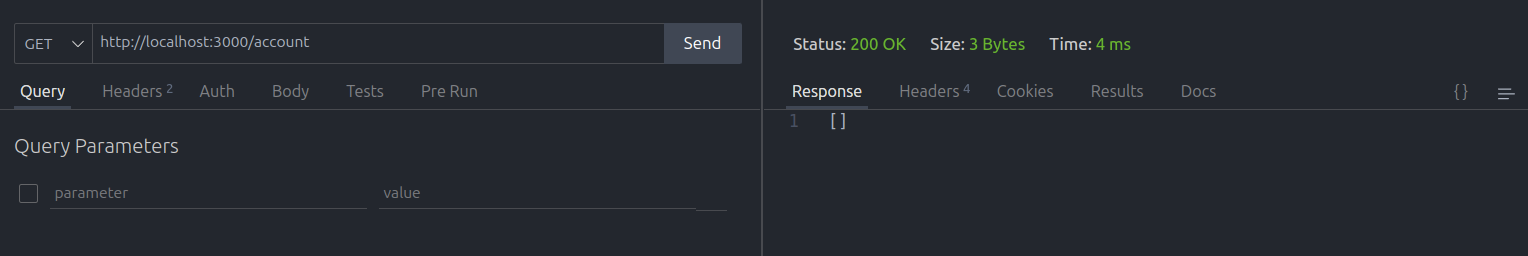 GET http://localhost:3000/account Send
Query Headers 2 Auth Body Tests Pre Run
Query Parameters
parameter value
Status: 200 OK Size: 3 Bytes Time: 4 ms
Response Headers 4 Cookies Results Docs { }
1 []